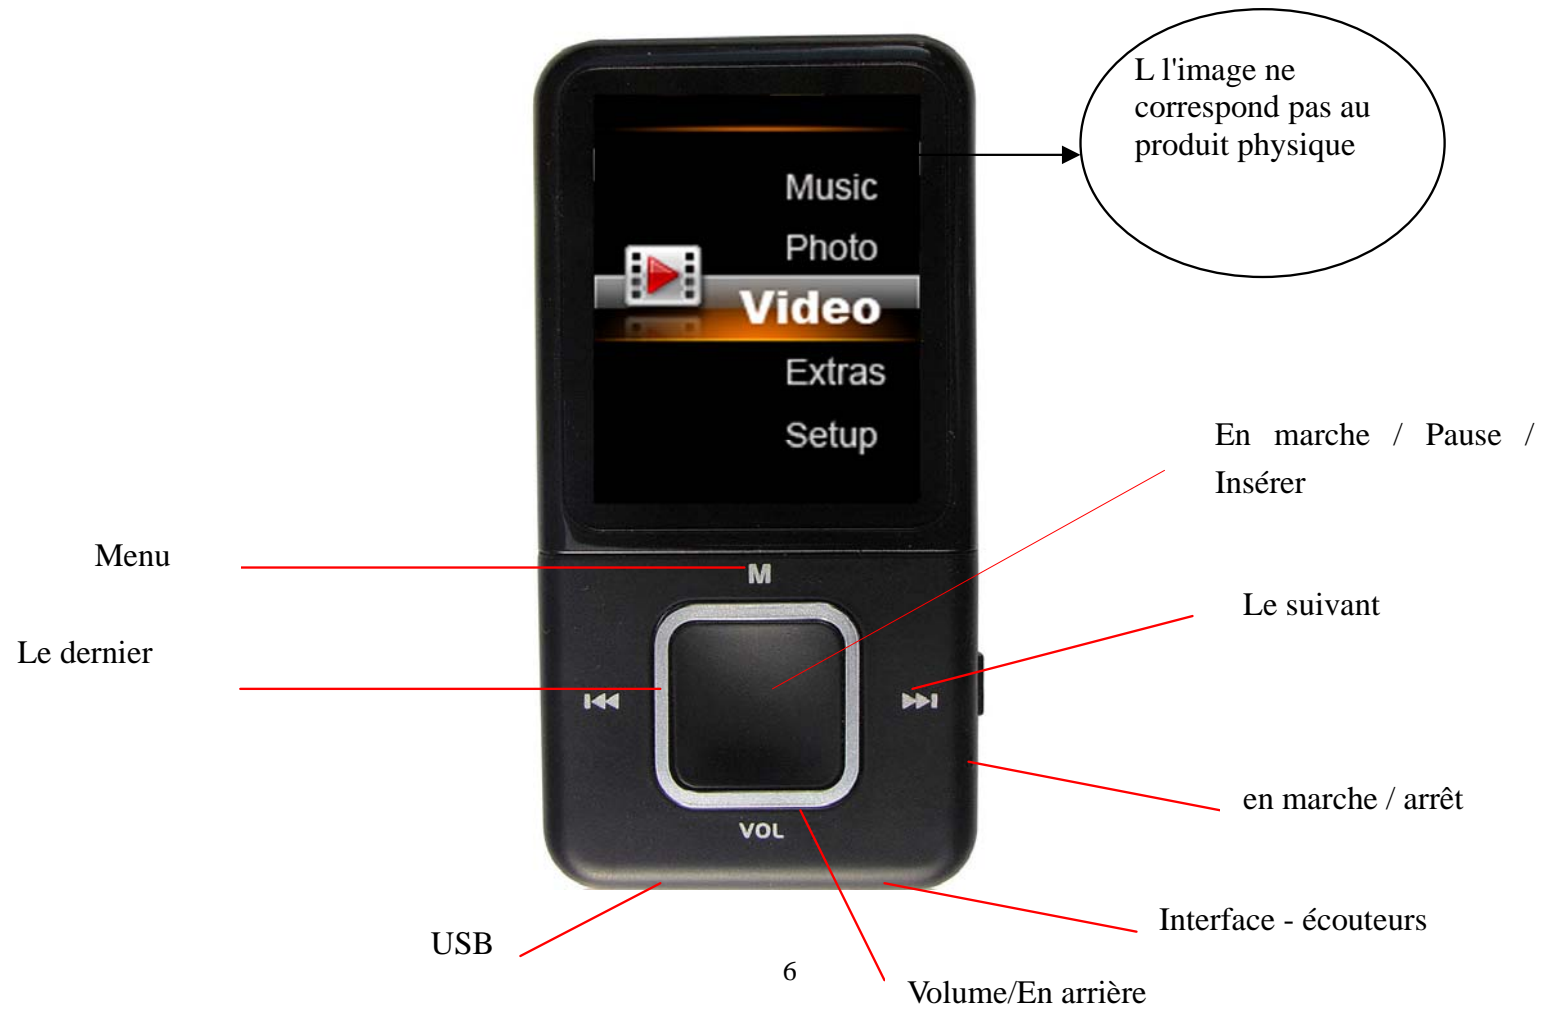 L l'image ne
correspond pas au
produit physique
Music
Photo
Video
Extras
Setup
En marche / Pause /
Insérer
Menu
M
Le suivant
Le dernier
en marche / arrêt
VOL
Interface - écouteurs
USB
6
Volume/En arrière